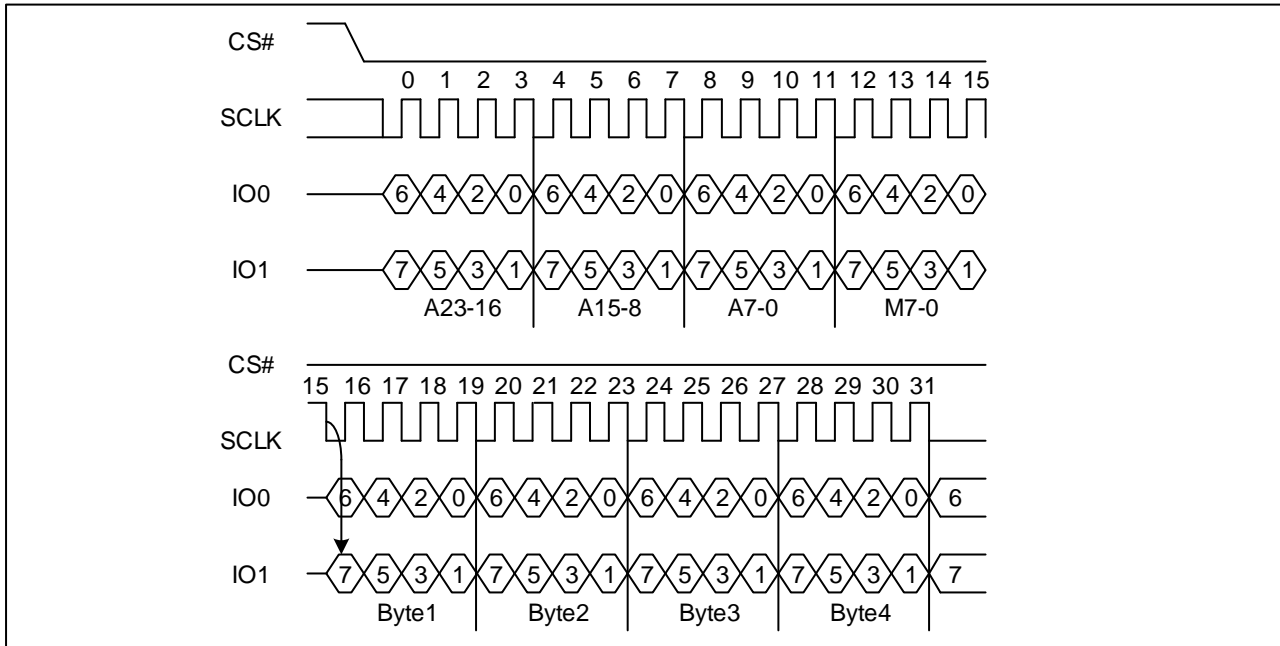 CS#
0 1 2 3 4 5 6 7 8 9 10 11 12 13 14 15
SCLK
IO0 6 4 2 0 6 4 2 0 6 4 2 0 6 4 2 0
IO1 7 5 3 1 7 5 3 1 7 5 3 1 7 5 3 1
A23-16 A15-8 A7-0 M7-0
CS#
15 16 17 18 19 20 21 22 23 24 25 26 27 28 29 30 31
SCLK
IO0 6 4 2 0 6 4 2 0 6 4 2 0 6 4 2 0 6
IO1 7 5 3 1 7 5 3 1 7 5 3 1 7 5 3 1 7
Byte1 Byte2 Byte3 Byte4